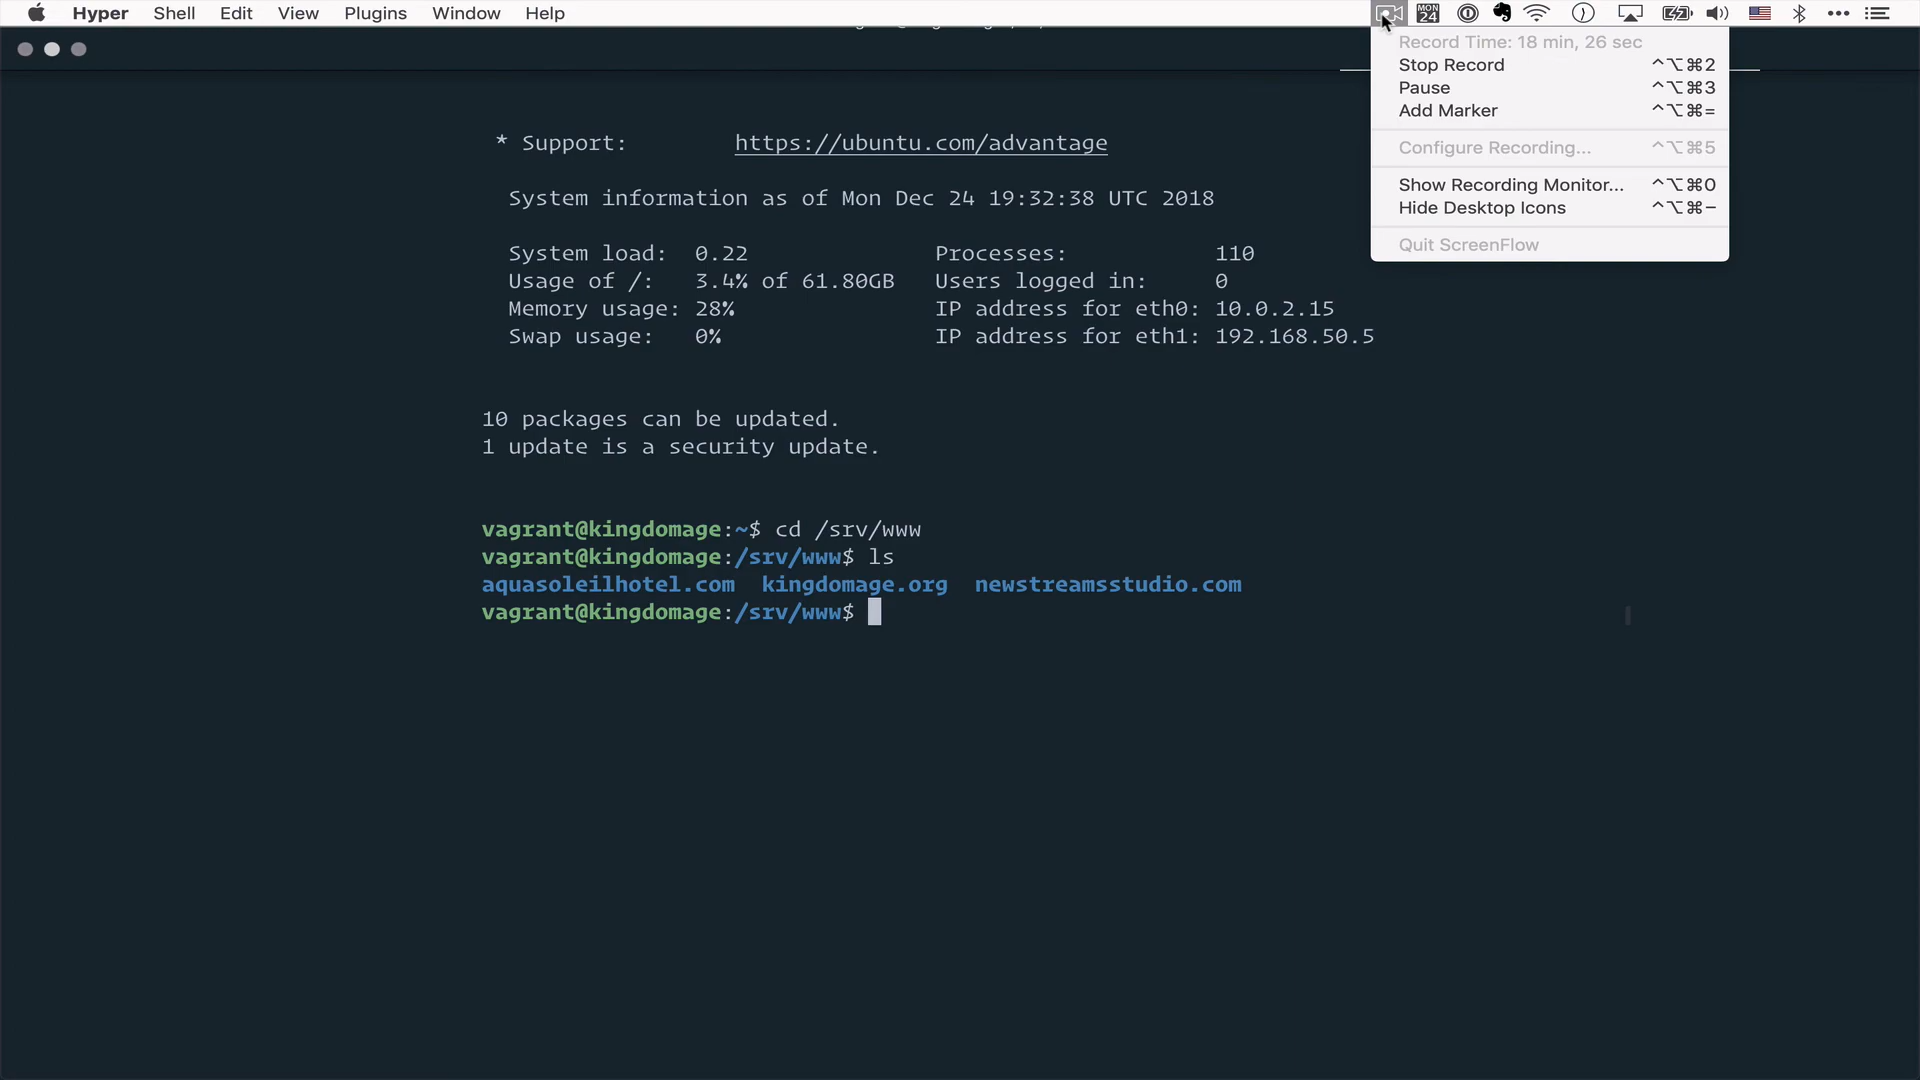 Hyper Shell Edit View Plugins Window Help
MON 24
Record Time: 18 min, 26 sec
Stop Record ^⌥⌘2
Pause ^⌥⌘3
Add Marker ^⌥⌘=
Configure Recording... ^⌥⌘5
Show Recording Monitor... ^⌥⌘0
Hide Desktop Icons ^⌥⌘−
Quit ScreenFlow
* Support: https://ubuntu.com/advantage
System information as of Mon Dec 24 19:32:38 UTC 2018
System load: 0.22 Processes: 110
Usage of /: 3.4% of 61.80GB Users logged in: 0
Memory usage: 28% IP address for eth0: 10.0.2.15
Swap usage: 0% IP address for eth1: 192.168.50.5
10 packages can be updated.
1 update is a security update.
vagrant@kingdomage:~$ cd /srv/www
vagrant@kingdomage:/srv/www$ ls
aquasoleilhotel.com kingdomage.org newstreamsstudio.com
vagrant@kingdomage:/srv/www$